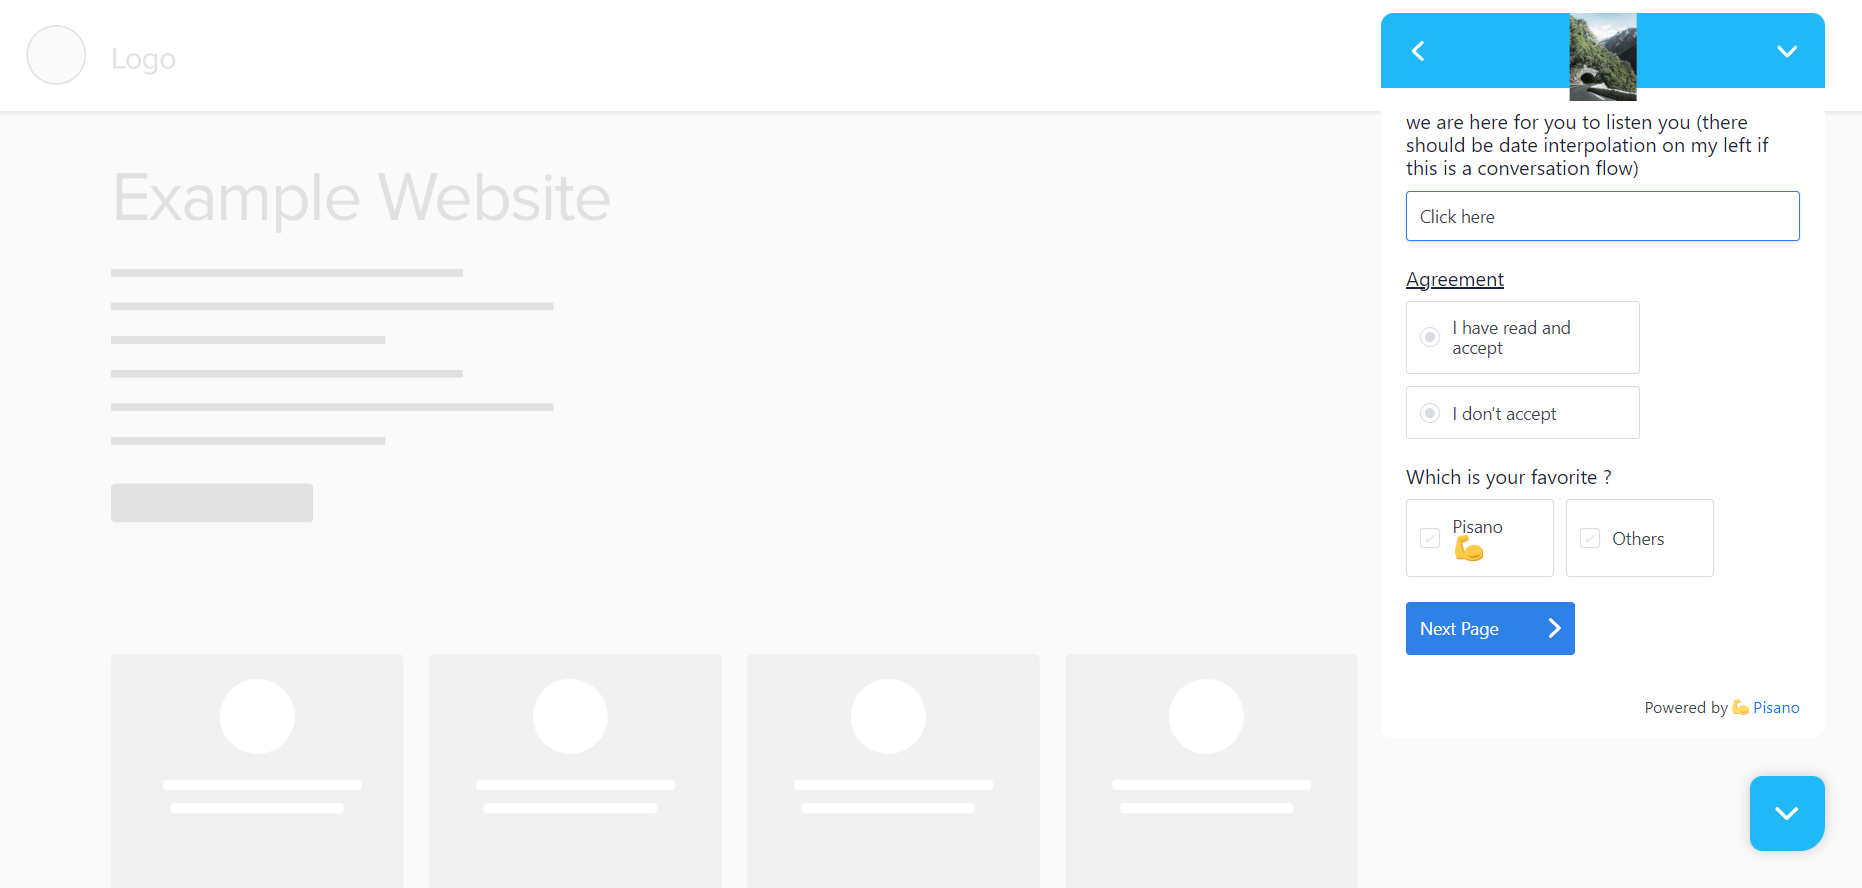 Logo
Example Website
we are here for you to listen you (there
should be date interpolation on my left if
this is a conversation flow)
Click here
Agreement
I have read and
accept
I don't accept
Which is your favorite ?
Pisano
💪
Others
Next Page
Powered by 💪 Pisano